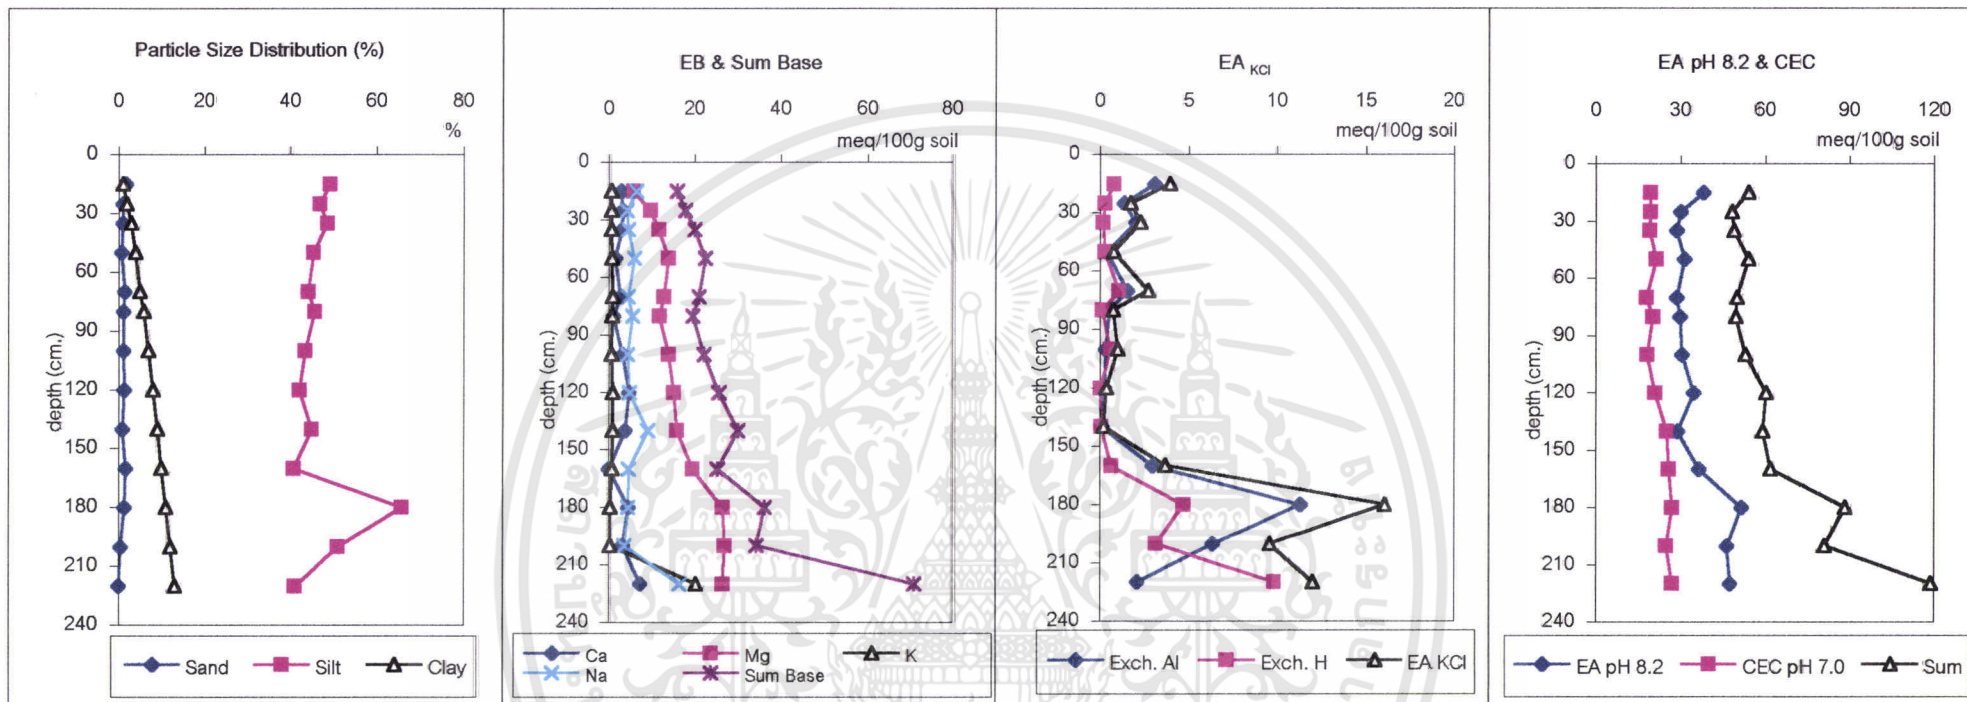 Particle Size Distribution (%)
0 20 40 60 80
%
0
30
60
90
120
150
180
210
240
depth (cm.)
Sand Silt Clay
EB & Sum Base
0 20 40 60 80
meq/100g soil
0
30
60
90
120
150
180
210
240
depth (cm.)
Ca Mg K
Na Sum Base
EA KCl
0 5 10 15 20
meq/100g soil
0
30
60
90
120
150
180
210
240
depth (cm.)
Exch. Al Exch. H EA KCl
EA pH 8.2 & CEC
0 30 60 90 120
meq/100g soil
0
30
60
90
120
150
180
210
240
depth (cm.)
EA pH 8.2 CEC pH 7.0 Sum